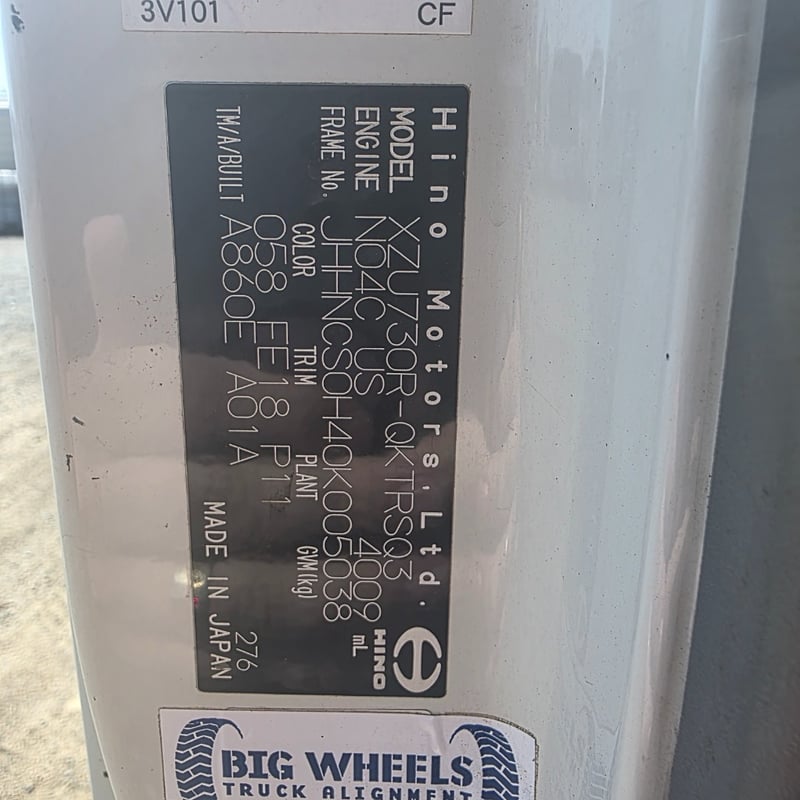 3V101 CF
Hino Motors, Ltd.
MODEL XZU730R-QKTRSQ3
ENGINE N04C US 4009 mL
FRAME No. JHHNCS0H40K005038
COLOR TRIM PLANT GVM(kg)
058 EE18 P11
TM/A/BUILT A860E A01A 276
MADE IN JAPAN
HINO
BIG WHEELS
TRUCK ALIGNMENT